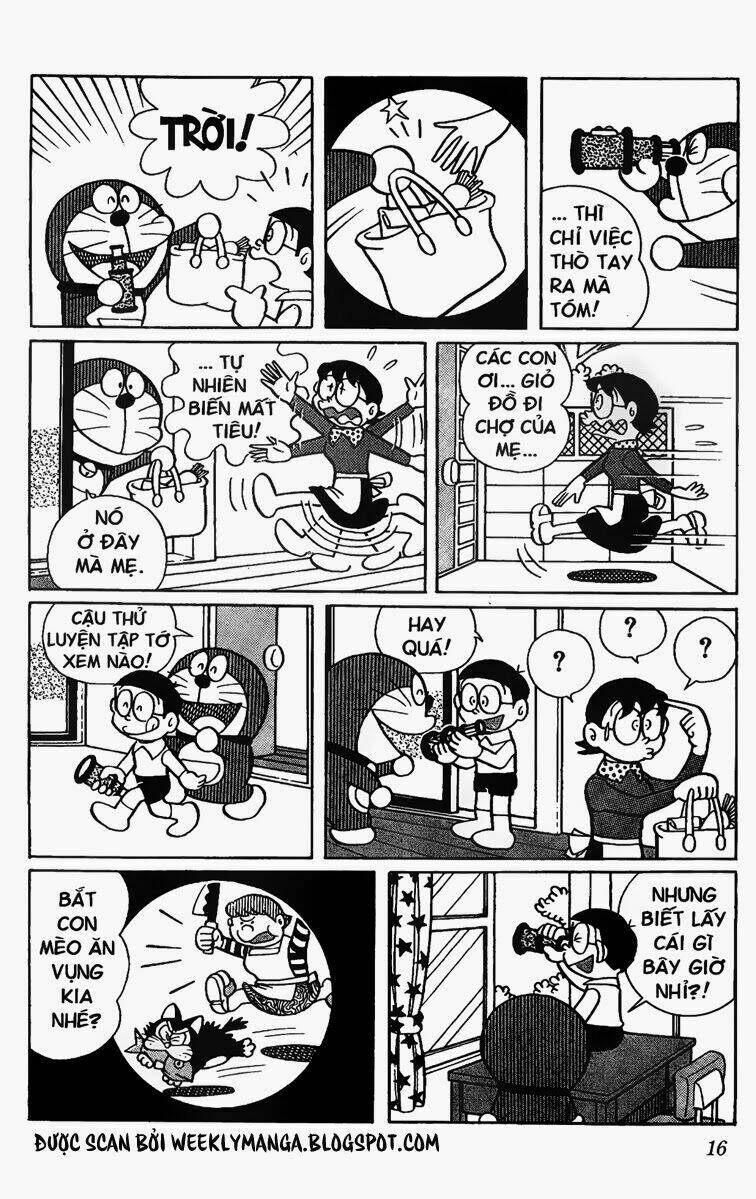 ... THÌ
CHỈ VIỆC
THÒ TAY
RA MÀ
TÓM!
TRỜI!
CÁC CON
ƠI... GIỎ
ĐỒ ĐI
CHỢ CỦA
MẸ...
... TỰ
NHIÊN
BIẾN MẤT
TIÊU!
NÓ
Ở ĐÂY
MÀ MẸ.
?
?
?
HAY
QUÁ!
CẬU THỬ
LUYỆN TẬP TỚ
XEM NÀO!
NHƯNG
BIẾT LẤY
CÁI GÌ
BÂY GIỜ
NHỈ?!
BẮT
CON
MÈO ĂN
VỤNG
KIA
NHÉ?
ĐƯỢC SCAN BỞI WEEKLYMANGA.BLOGSPOT.COM
16